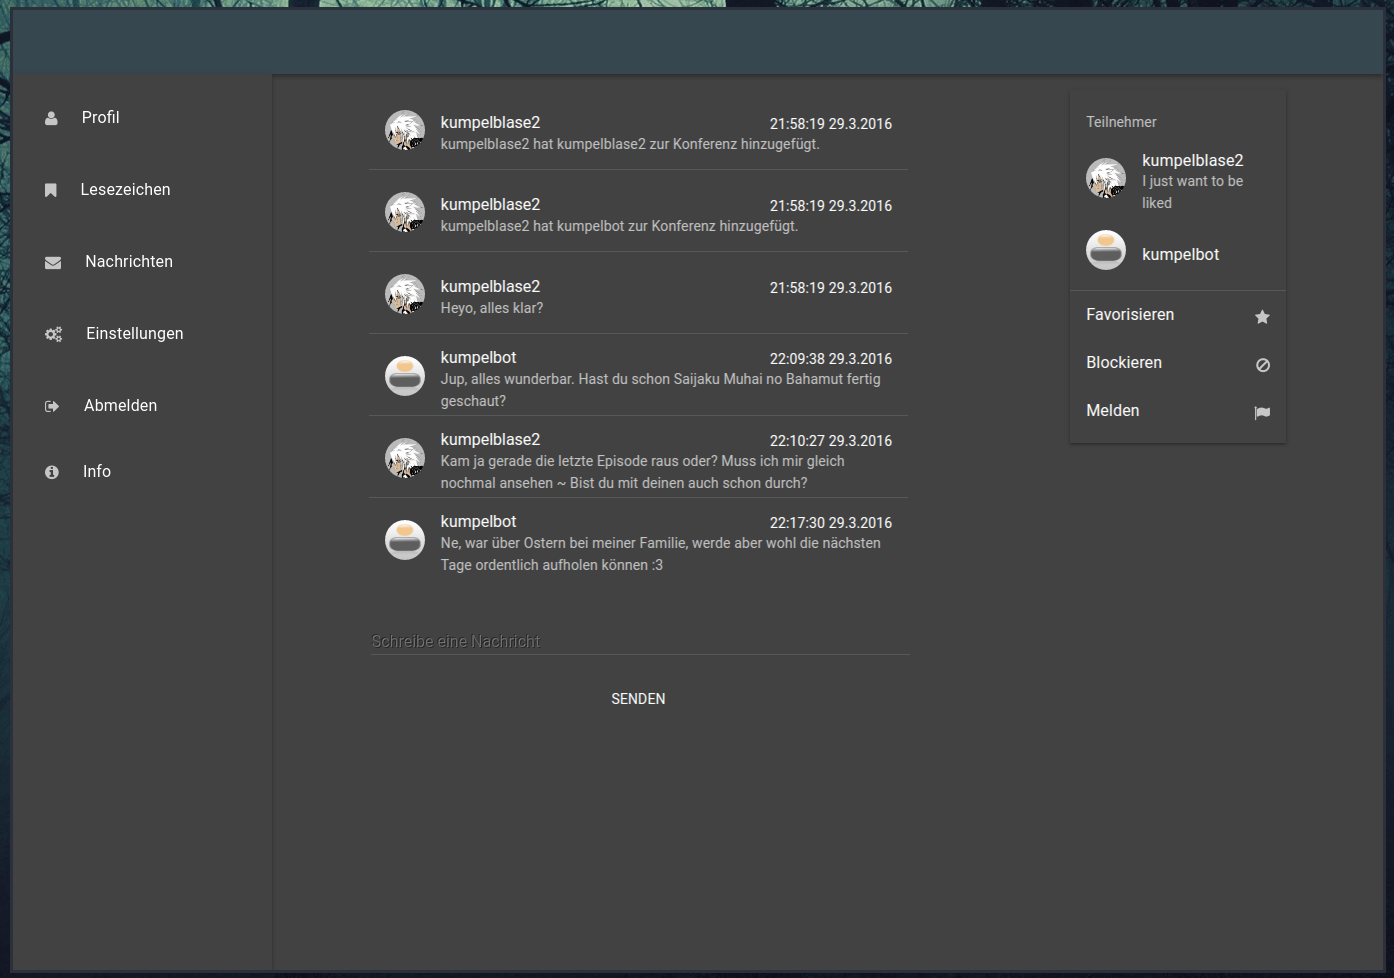 Profil
Lesezeichen
Nachrichten
Einstellungen
Abmelden
Info
kumpelblase2 21:58:19 29.3.2016
kumpelblase2 hat kumpelblase2 zur Konferenz hinzugefügt.
kumpelblase2 21:58:19 29.3.2016
kumpelblase2 hat kumpelbot zur Konferenz hinzugefügt.
kumpelblase2 21:58:19 29.3.2016
Heyo, alles klar?
kumpelbot 22:09:38 29.3.2016
Jup, alles wunderbar. Hast du schon Saijaku Muhai no Bahamut fertig
geschaut?
kumpelblase2 22:10:27 29.3.2016
Kam ja gerade die letzte Episode raus oder? Muss ich mir gleich
nochmal ansehen ~ Bist du mit deinen auch schon durch?
kumpelbot 22:17:30 29.3.2016
Ne, war über Ostern bei meiner Familie, werde aber wohl die nächsten
Tage ordentlich aufholen können :3
Schreibe eine Nachricht
SENDEN
Teilnehmer
kumpelblase2
I just want to be
liked
kumpelbot
Favorisieren
Blockieren
Melden